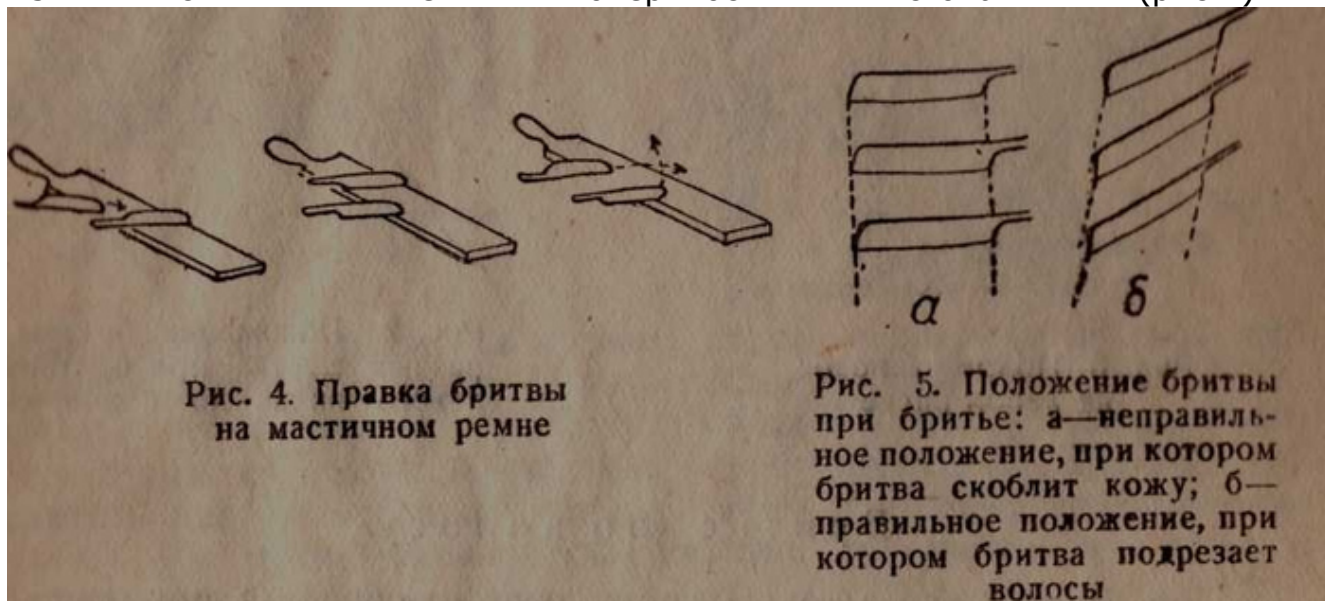 Рис. 4. Правка бритвы
на мастичном ремне
а
б
Рис. 5. Положение бритвы
при бритье: а—неправиль-
ное положение, при котором
бритва скоблит кожу; б—
правильное положение, при
котором бритва подрезает
волосы